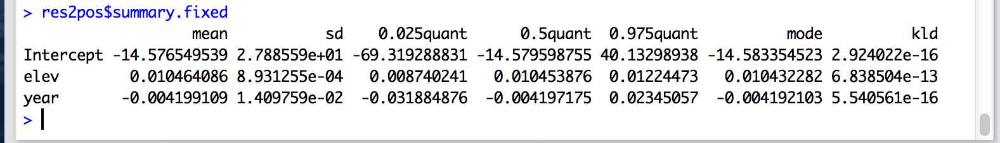 > res2pos$summary.fixed
mean sd 0.025quant 0.5quant 0.975quant mode kld
Intercept -14.576549539 2.788559e+01 -69.319288831 -14.579598755 40.13298938 -14.583354523 2.924022e-16
elev 0.010464086 8.931255e-04 0.008740241 0.010453876 0.01224473 0.010432282 6.838504e-13
year -0.004199109 1.409759e-02 -0.031884876 -0.004197175 0.02345057 -0.004192103 5.540561e-16
>